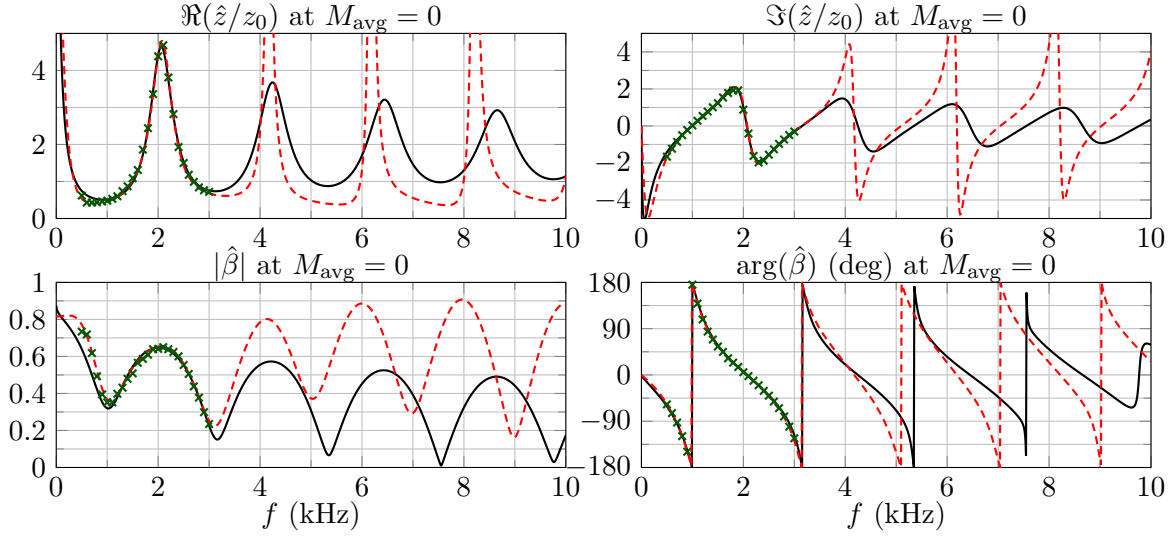 ℜ(ẑ/z₀) at M_avg = 0
4
2
0
0 2 4 6 8 10
ℑ(ẑ/z₀) at M_avg = 0
4
2
0
−2
−4
0 2 4 6 8 10
|β̂| at M_avg = 0
1
0.8
0.6
0.4
0.2
0
0 2 4 6 8 10
f (kHz)
arg(β̂) (deg) at M_avg = 0
180
90
0
−90
−180
0 2 4 6 8 10
f (kHz)